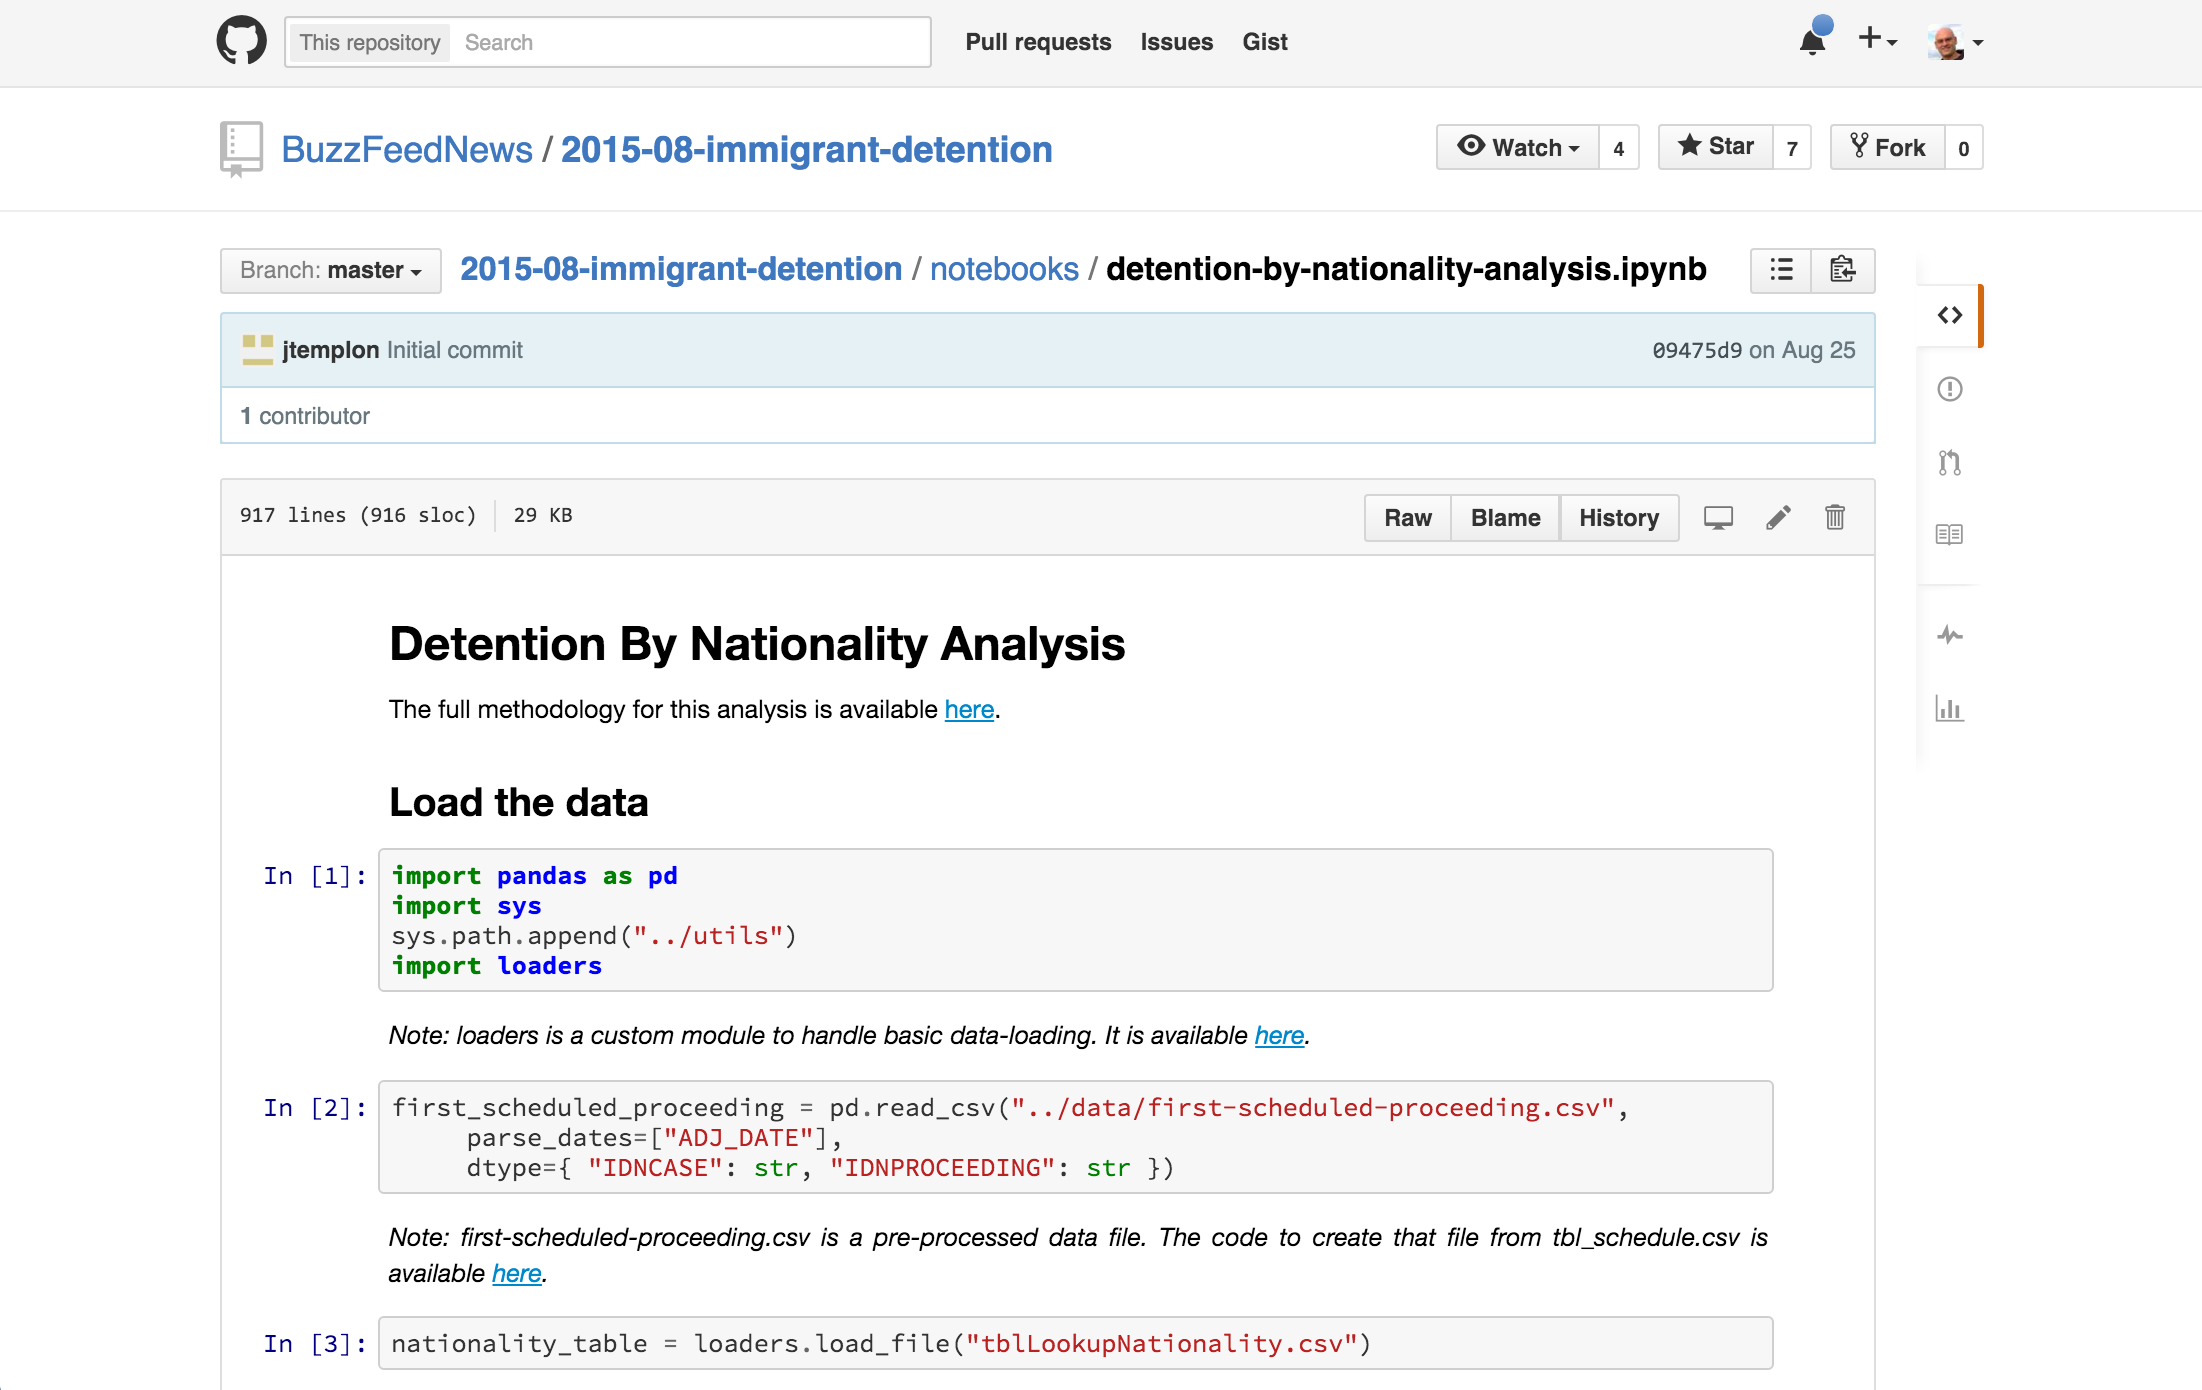 This repository Search Pull requests Issues Gist
BuzzFeedNews / 2015-08-immigrant-detention Watch 4 Star 7 Fork 0
Branch: master 2015-08-immigrant-detention / notebooks / detention-by-nationality-analysis.ipynb
jtemplon Initial commit 09475d9 on Aug 25
1 contributor
917 lines (916 sloc) 29 KB Raw Blame History
Detention By Nationality Analysis
The full methodology for this analysis is available here.
Load the data
In [1]: import pandas as pd
import sys
sys.path.append("../utils")
import loaders
Note: loaders is a custom module to handle basic data-loading. It is available here.
In [2]: first_scheduled_proceeding = pd.read_csv("../data/first-scheduled-proceeding.csv",
parse_dates=["ADJ_DATE"],
dtype={ "IDNCASE": str, "IDNPROCEEDING": str })
Note: first-scheduled-proceeding.csv is a pre-processed data file. The code to create that file from tbl_schedule.csv is
available here.
In [3]: nationality_table = loaders.load_file("tblLookupNationality.csv")